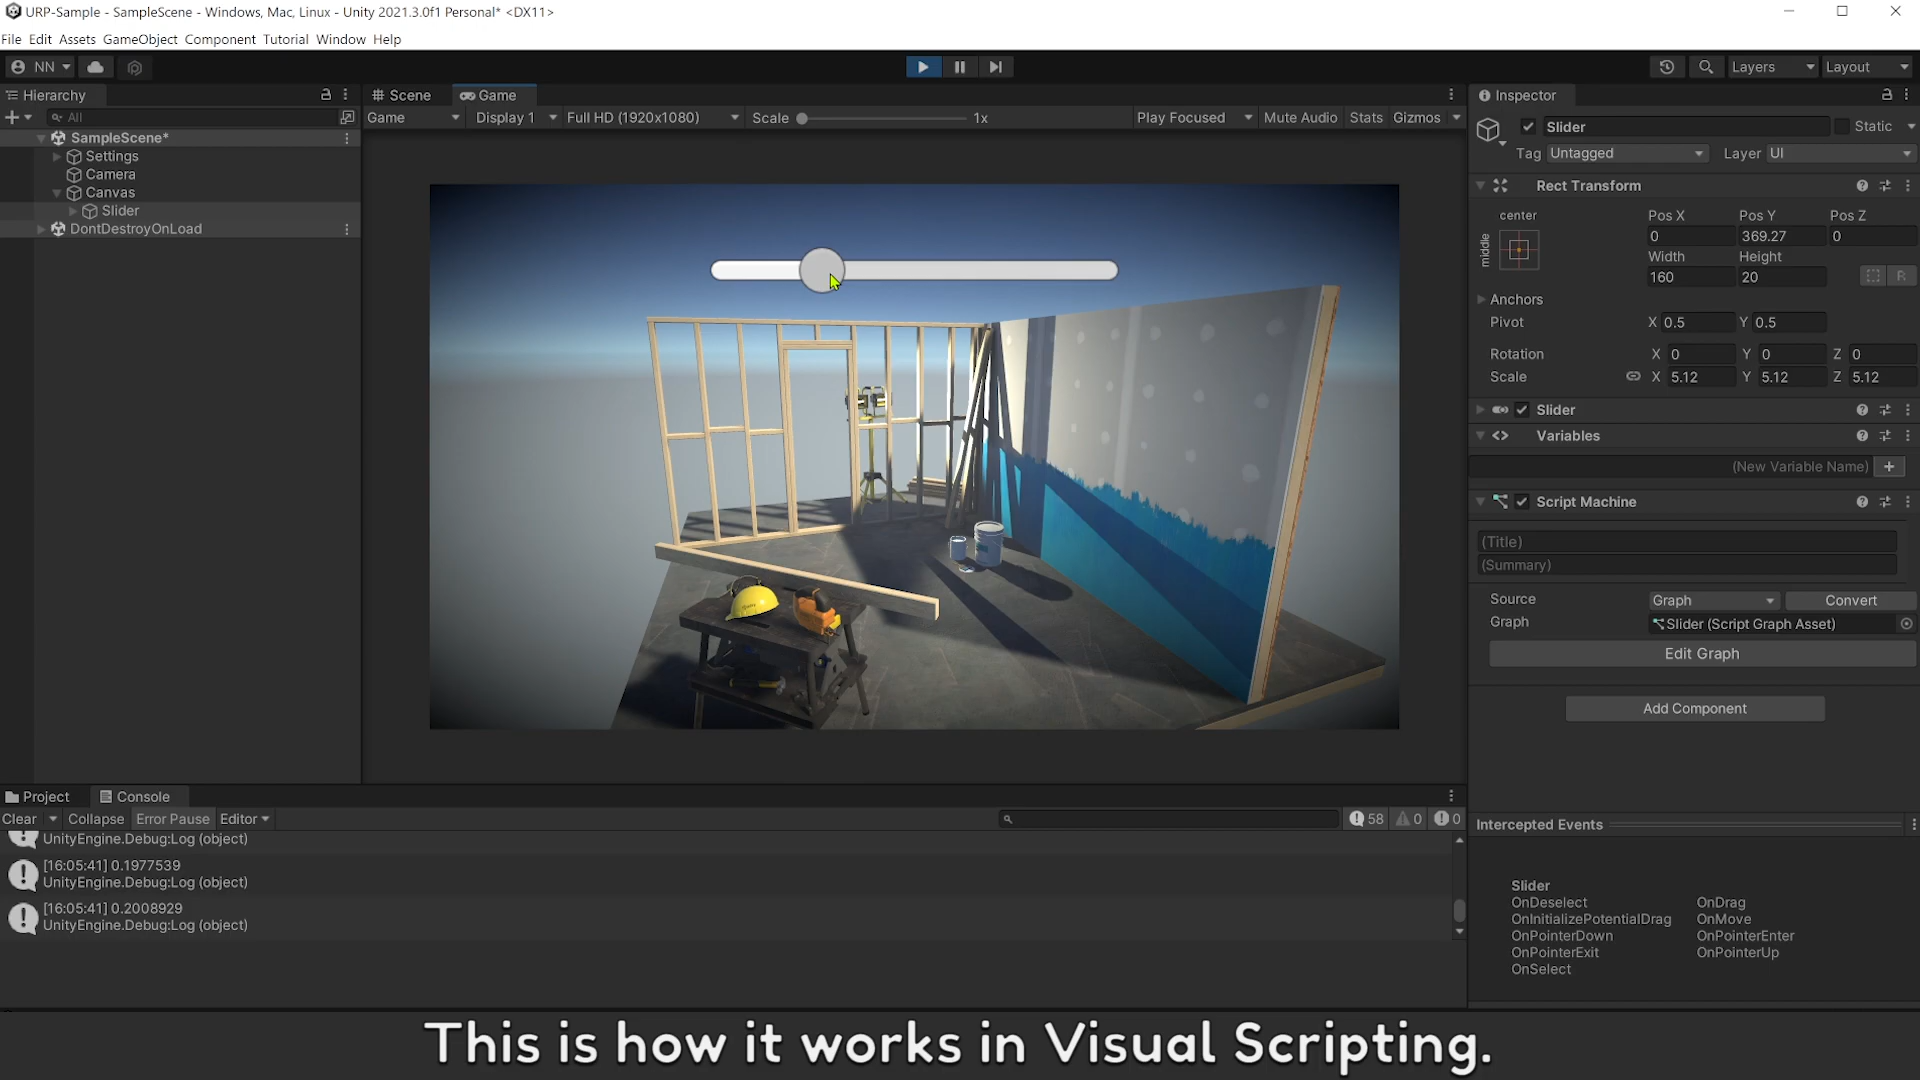 URP-Sample - SampleScene - Windows, Mac, Linux - Unity 2021.3.0f1 Personal* <DX11>
File Edit Assets GameObject Component Tutorial Window Help
NN Layers Layout
Hierarchy
All
SampleScene*
Settings
Camera
Canvas
Slider
DontDestroyOnLoad
Scene Game
Game Display 1 Full HD (1920x1080) Scale 1x Play Focused Mute Audio Stats Gizmos
Inspector
Slider Static
Tag Untagged Layer UI
Rect Transform
center
middle
Pos X Pos Y Pos Z
0 369.27 0
Width Height
160 20 R
Anchors
Pivot X 0.5 Y 0.5
Rotation X 0 Y 0 Z 0
Scale X 5.12 Y 5.12 Z 5.12
Slider
Variables
(New Variable Name)
Script Machine
(Title)
(Summary)
Source Graph Convert
Graph Slider (Script Graph Asset)
Edit Graph
Add Component
Project Console
Clear Collapse Error Pause Editor 58 0 0
UnityEngine.Debug:Log (object)
[16:05:41] 0.1977539
UnityEngine.Debug:Log (object)
[16:05:41] 0.2008929
UnityEngine.Debug:Log (object)
Intercepted Events
Slider
OnDeselect OnDrag
OnInitializePotentialDrag OnMove
OnPointerDown OnPointerEnter
OnPointerExit OnPointerUp
OnSelect
This is how it works in Visual Scripting.